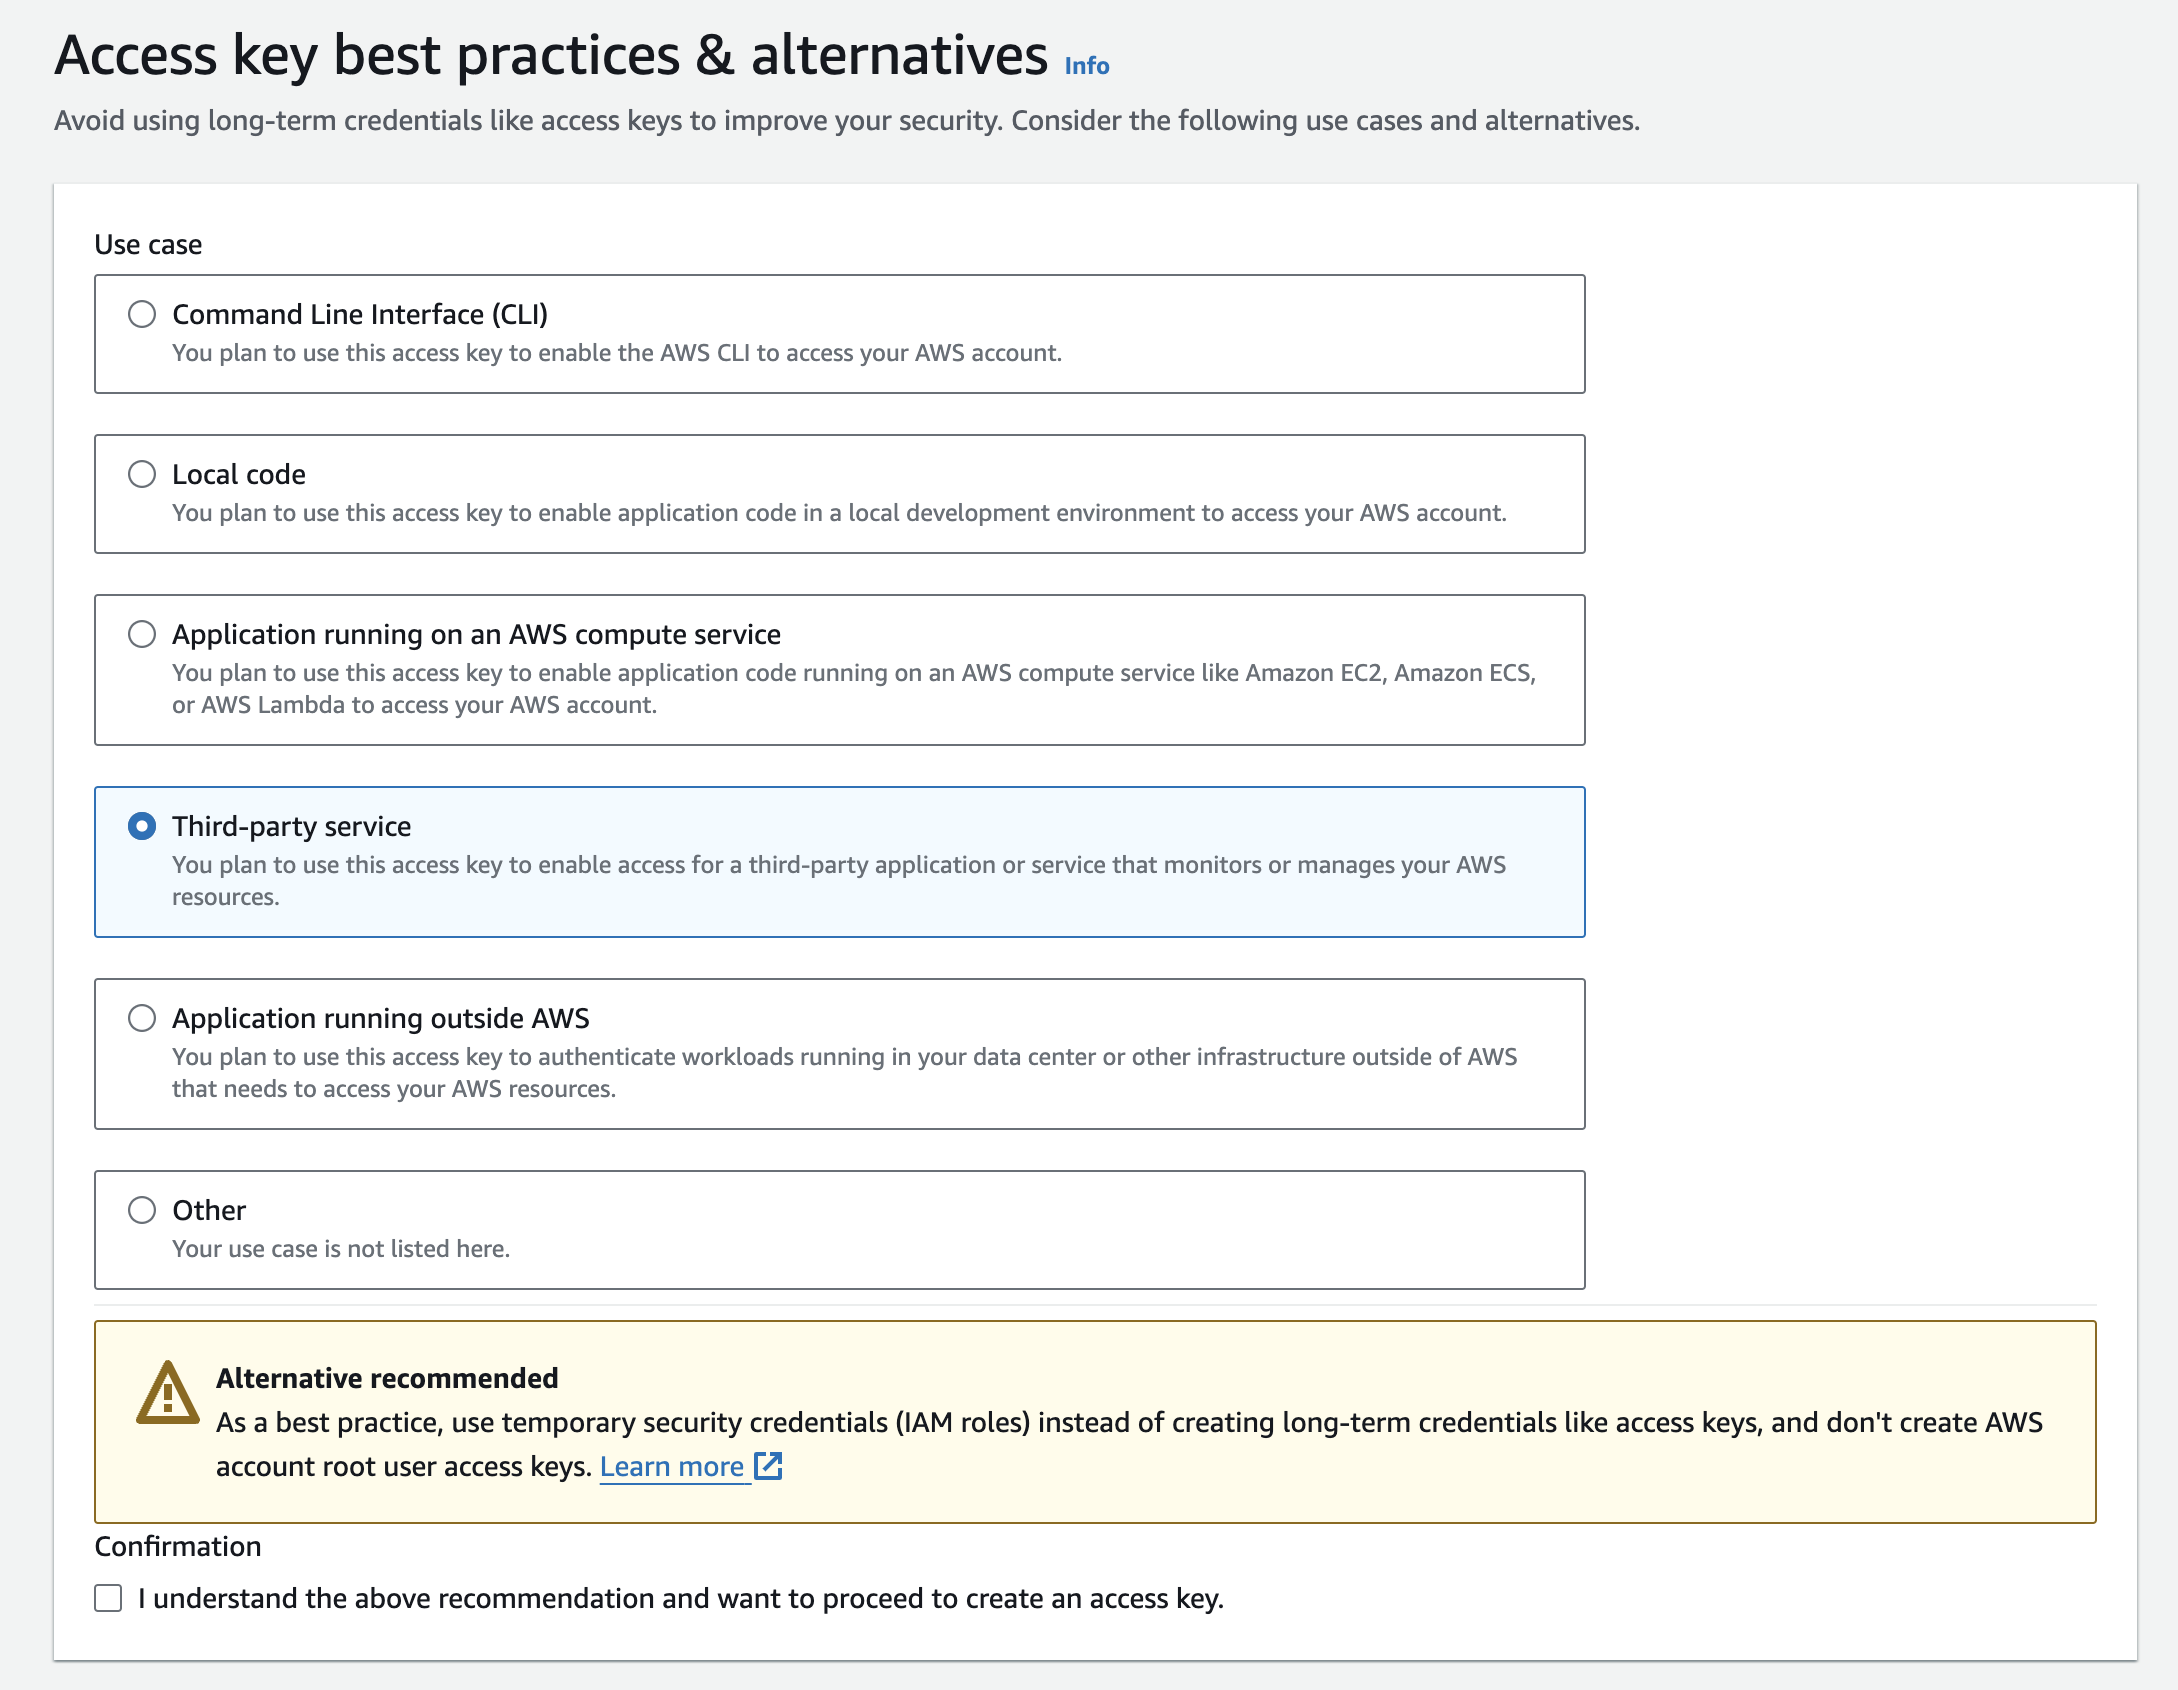 Access key best practices & alternatives Info
Avoid using long-term credentials like access keys to improve your security. Consider the following use cases and alternatives.
Use case
Command Line Interface (CLI)
You plan to use this access key to enable the AWS CLI to access your AWS account.
Local code
You plan to use this access key to enable application code in a local development environment to access your AWS account.
Application running on an AWS compute service
You plan to use this access key to enable application code running on an AWS compute service like Amazon EC2, Amazon ECS,
or AWS Lambda to access your AWS account.
Third-party service
You plan to use this access key to enable access for a third-party application or service that monitors or manages your AWS
resources.
Application running outside AWS
You plan to use this access key to authenticate workloads running in your data center or other infrastructure outside of AWS
that needs to access your AWS resources.
Other
Your use case is not listed here.
Alternative recommended
As a best practice, use temporary security credentials (IAM roles) instead of creating long-term credentials like access keys, and don't create AWS
account root user access keys. Learn more
Confirmation
I understand the above recommendation and want to proceed to create an access key.